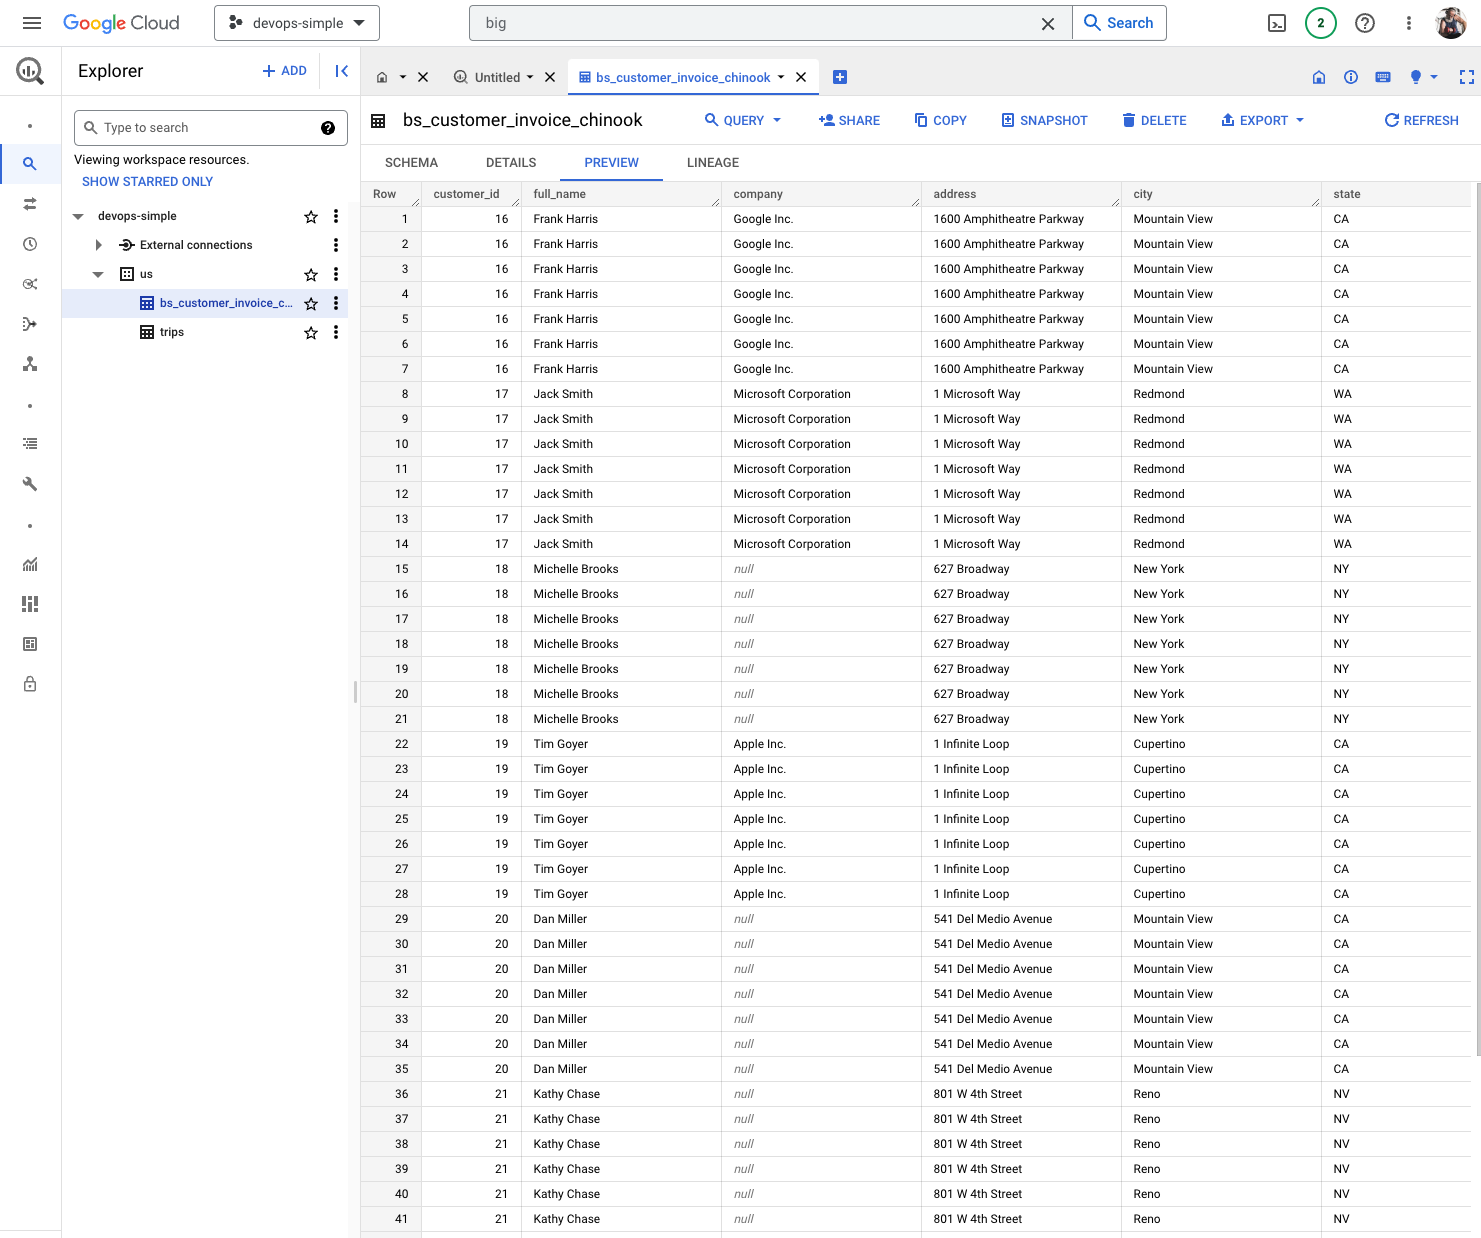 Google Cloud devops-simple big Search 2
Explorer + ADD
Untitled bs_customer_invoice_chinook
Type to search
Viewing workspace resources.
SHOW STARRED ONLY
devops-simple
External connections
us
bs_customer_invoice_c...
trips
bs_customer_invoice_chinook QUERY SHARE COPY SNAPSHOT DELETE EXPORT REFRESH
SCHEMA DETAILS PREVIEW LINEAGE
Row customer_id full_name company address city state
1 16 Frank Harris Google Inc. 1600 Amphitheatre Parkway Mountain View CA
2 16 Frank Harris Google Inc. 1600 Amphitheatre Parkway Mountain View CA
3 16 Frank Harris Google Inc. 1600 Amphitheatre Parkway Mountain View CA
4 16 Frank Harris Google Inc. 1600 Amphitheatre Parkway Mountain View CA
5 16 Frank Harris Google Inc. 1600 Amphitheatre Parkway Mountain View CA
6 16 Frank Harris Google Inc. 1600 Amphitheatre Parkway Mountain View CA
7 16 Frank Harris Google Inc. 1600 Amphitheatre Parkway Mountain View CA
8 17 Jack Smith Microsoft Corporation 1 Microsoft Way Redmond WA
9 17 Jack Smith Microsoft Corporation 1 Microsoft Way Redmond WA
10 17 Jack Smith Microsoft Corporation 1 Microsoft Way Redmond WA
11 17 Jack Smith Microsoft Corporation 1 Microsoft Way Redmond WA
12 17 Jack Smith Microsoft Corporation 1 Microsoft Way Redmond WA
13 17 Jack Smith Microsoft Corporation 1 Microsoft Way Redmond WA
14 17 Jack Smith Microsoft Corporation 1 Microsoft Way Redmond WA
15 18 Michelle Brooks null 627 Broadway New York NY
16 18 Michelle Brooks null 627 Broadway New York NY
17 18 Michelle Brooks null 627 Broadway New York NY
18 18 Michelle Brooks null 627 Broadway New York NY
19 18 Michelle Brooks null 627 Broadway New York NY
20 18 Michelle Brooks null 627 Broadway New York NY
21 18 Michelle Brooks null 627 Broadway New York NY
22 19 Tim Goyer Apple Inc. 1 Infinite Loop Cupertino CA
23 19 Tim Goyer Apple Inc. 1 Infinite Loop Cupertino CA
24 19 Tim Goyer Apple Inc. 1 Infinite Loop Cupertino CA
25 19 Tim Goyer Apple Inc. 1 Infinite Loop Cupertino CA
26 19 Tim Goyer Apple Inc. 1 Infinite Loop Cupertino CA
27 19 Tim Goyer Apple Inc. 1 Infinite Loop Cupertino CA
28 19 Tim Goyer Apple Inc. 1 Infinite Loop Cupertino CA
29 20 Dan Miller null 541 Del Medio Avenue Mountain View CA
30 20 Dan Miller null 541 Del Medio Avenue Mountain View CA
31 20 Dan Miller null 541 Del Medio Avenue Mountain View CA
32 20 Dan Miller null 541 Del Medio Avenue Mountain View CA
33 20 Dan Miller null 541 Del Medio Avenue Mountain View CA
34 20 Dan Miller null 541 Del Medio Avenue Mountain View CA
35 20 Dan Miller null 541 Del Medio Avenue Mountain View CA
36 21 Kathy Chase null 801 W 4th Street Reno NV
37 21 Kathy Chase null 801 W 4th Street Reno NV
38 21 Kathy Chase null 801 W 4th Street Reno NV
39 21 Kathy Chase null 801 W 4th Street Reno NV
40 21 Kathy Chase null 801 W 4th Street Reno NV
41 21 Kathy Chase null 801 W 4th Street Reno NV